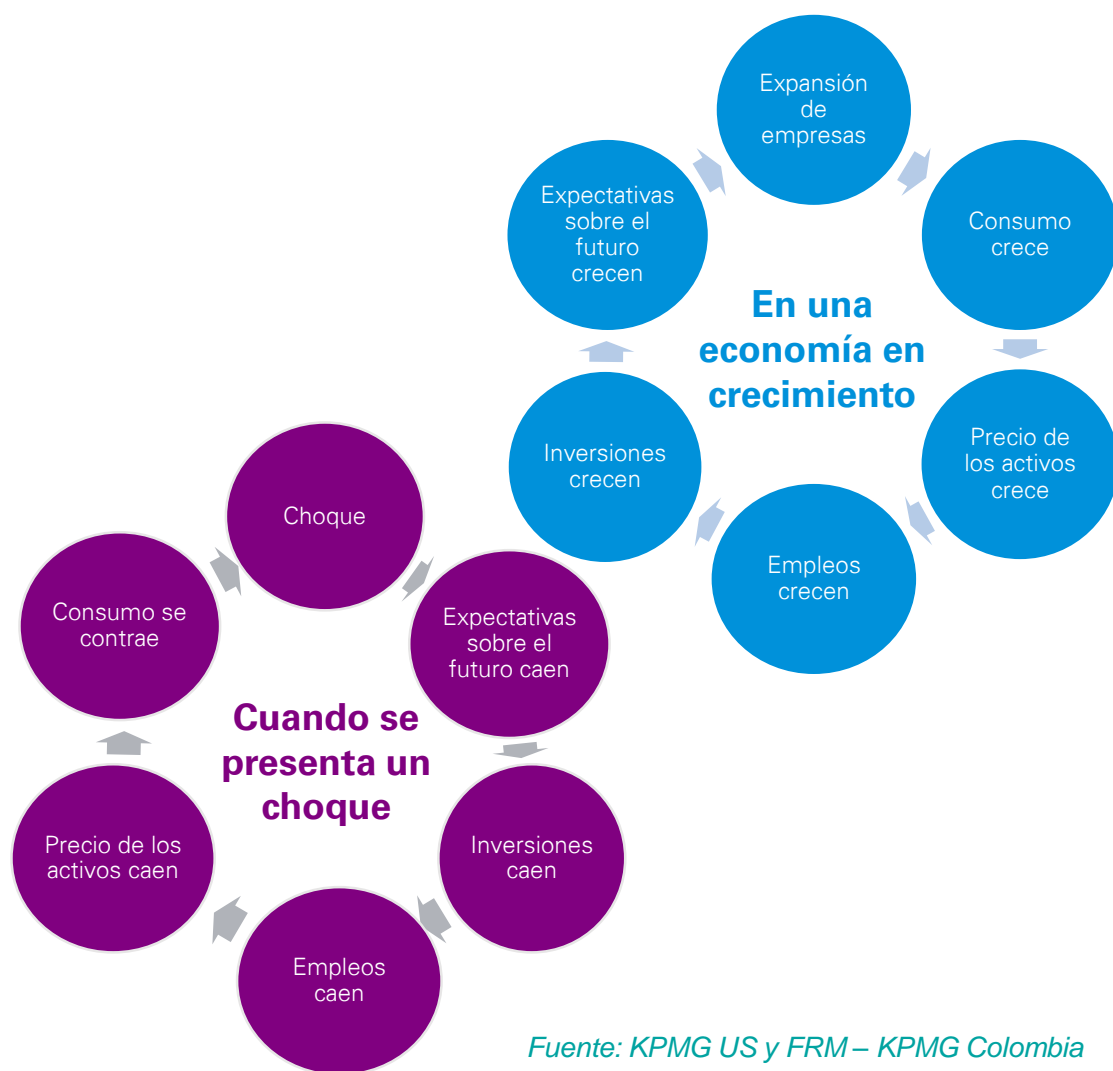 Expansión
de
empresas
Consumo
crece
Precio de
los activos
crece
Empleos
crecen
Inversiones
crecen
Expectativas
sobre el
futuro
crecen
En una
economía en
crecimiento
Choque
Expectativas
sobre el
futuro caen
Inversiones
caen
Empleos
caen
Precio de los
activos caen
Consumo se
contrae
Cuando se
presenta un
choque
Fuente: KPMG US y FRM – KPMG Colombia